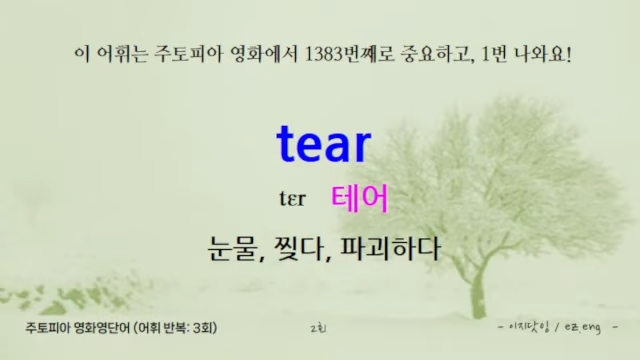 이 어휘는 주토피아 영화에서 1383번째로 중요하고, 1번 나와요!
tear
tɛr 테어
눈물, 찢다, 파괴하다
주토피아 영화영단어 (어휘 반복: 3회) 2회 - 이지닷잉 / ez.eng -